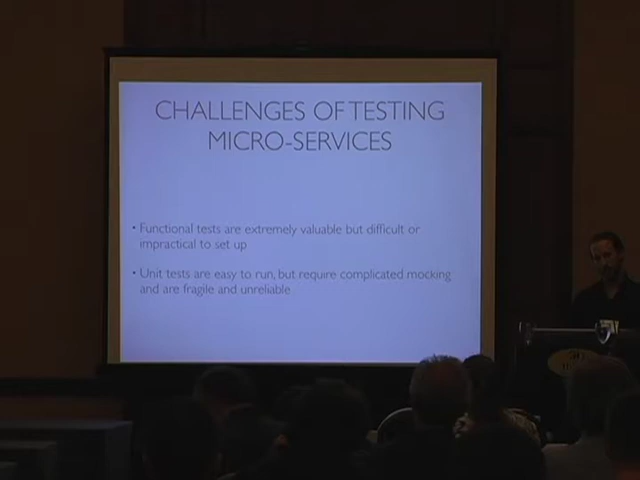 CHALLENGES OF TESTING
MICRO-SERVICES
• Functional tests are extremely valuable but difficult or
impractical to set up
• Unit tests are easy to run, but require complicated mocking
and are fragile and unreliable